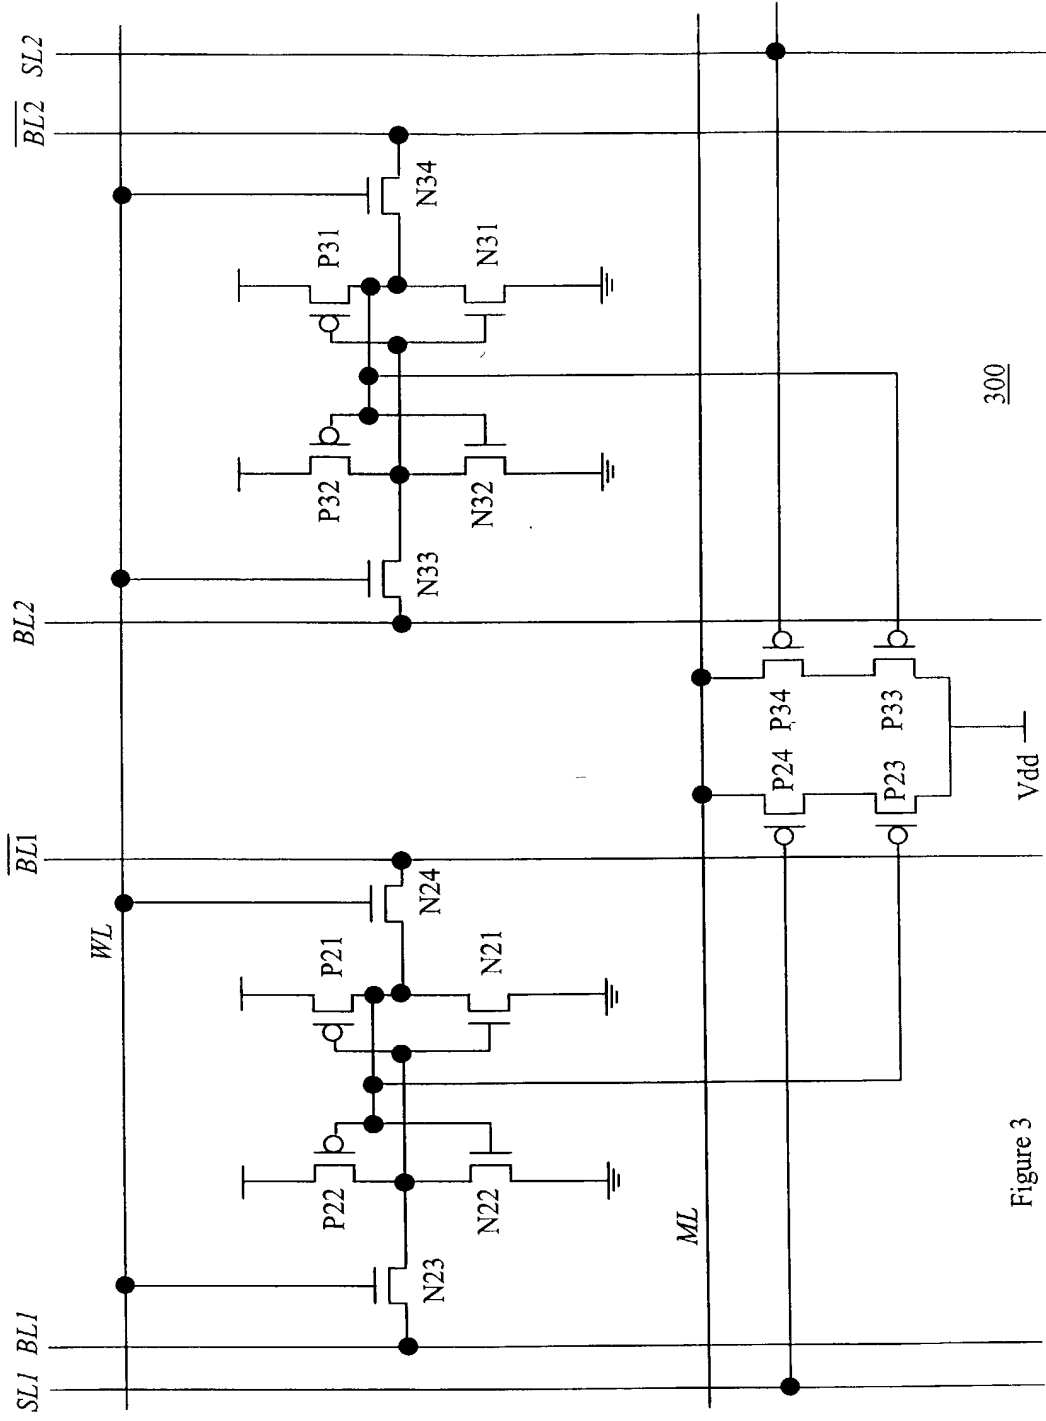 SL1
BL1
WL
BL1
BL2
BL2
SL2
N23
P22
N22
P21
N21
N24
N33
P32
N32
P31
N31
N34
ML
P24
P34
P23
P33
Vdd
300
Figure 3